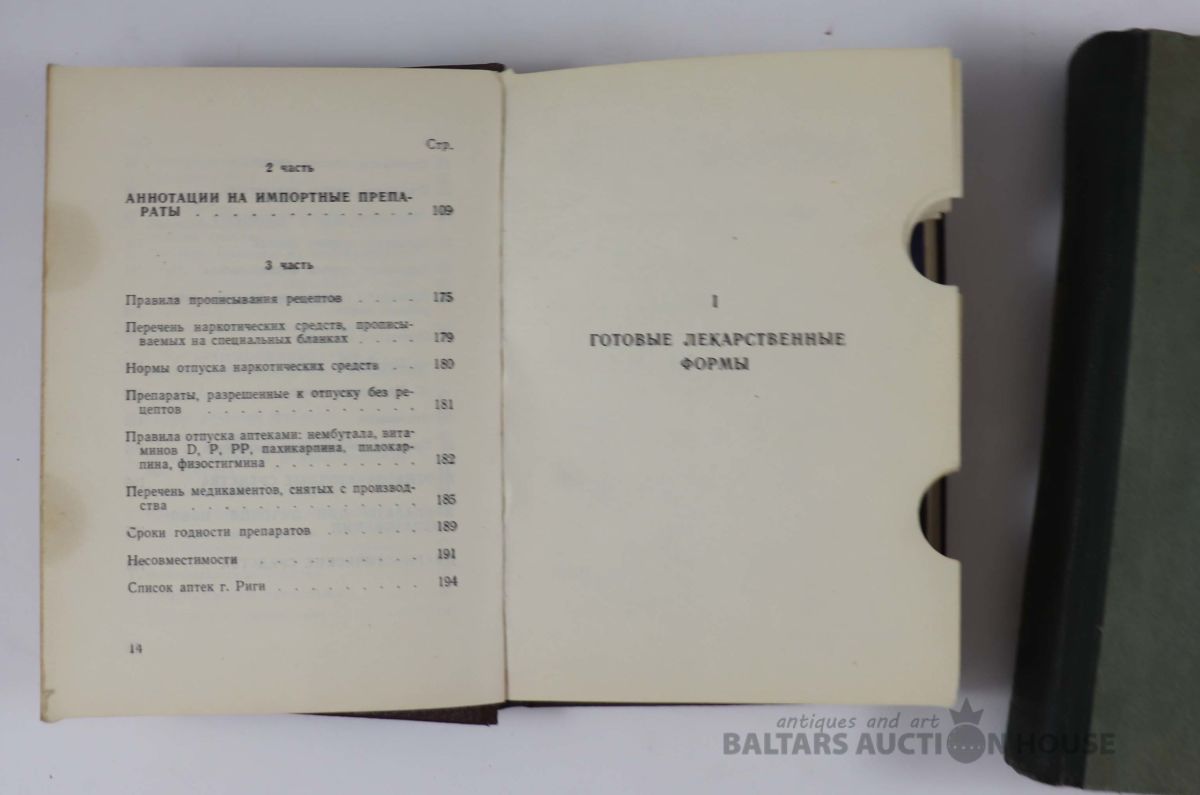 Стр.
2 часть
АННОТАЦИИ НА ИМПОРТНЫЕ ПРЕПА-
РАТЫ . . . . . . . . . . . . . 109
3 часть
Правила прописывания рецептов . . . . 175
Перечень наркотических средств, прописы-
ваемых на специальных бланках . . . . 179
Нормы отпуска наркотических средств . . 180
Препараты, разрешенные к отпуску без ре-
цептов . . . . . . . . . . . . . 181
Правила отпуска аптеками: нембутала, вита-
минов D, P, PP, пахикарпина, пилокар-
пина, физостигмина . . . . . . . . . 182
Перечень медикаментов, снятых с производ-
ства . . . . . . . . . . . . . . 185
Сроки годности препаратов . . . . . . 189
Несовместимости . . . . . . . . . . 191
Список аптек г. Риги . . . . . . . . . 194
14
I
ГОТОВЫЕ ЛЕКАРСТВЕННЫЕ
ФОРМЫ
antiques and art
BALTARS AUCTION HOUSE